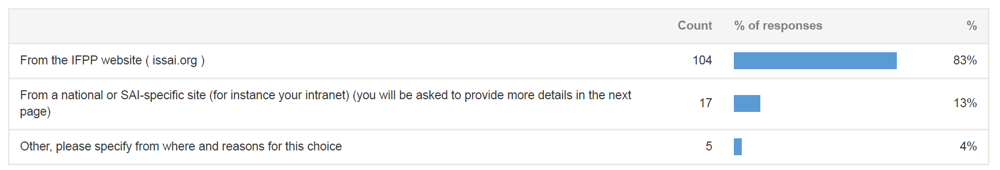 Count % of responses %
From the IFPP website ( issai.org ) 104 83%
From a national or SAI-specific site (for instance your intranet) (you will be asked to provide more details in the next
page) 17 13%
Other, please specify from where and reasons for this choice 5 4%